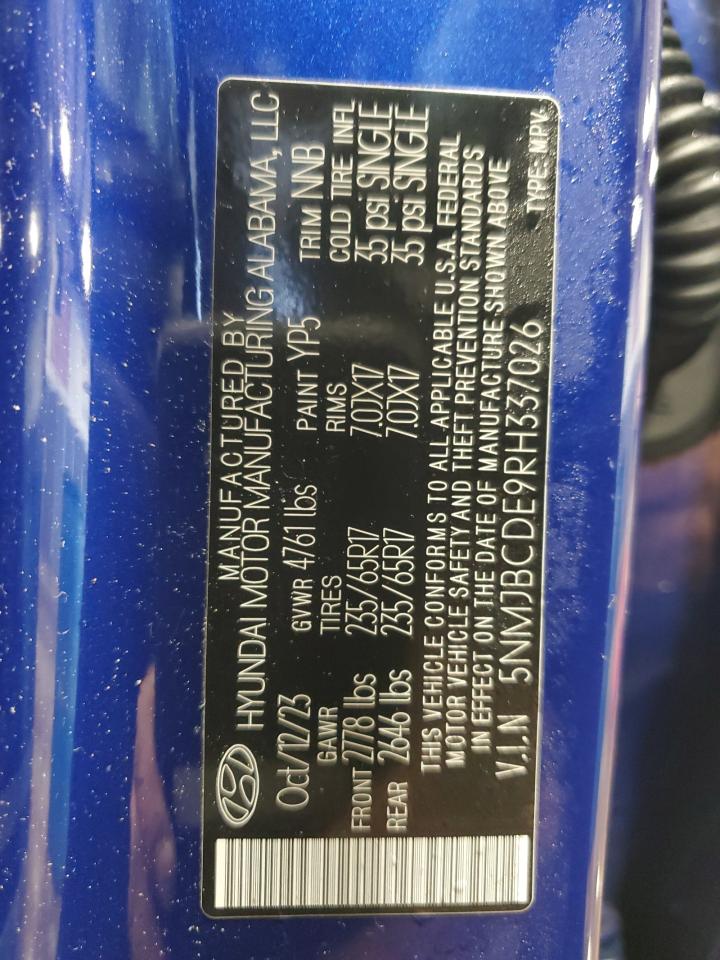 MANUFACTURED BY
HYUNDAI MOTOR MANUFACTURING ALABAMA, LLC
Oct/12/23 GVWR 4761 lbs PAINT YP5 TRIM NNB
GAWR TIRES RIMS COLD TIRE INFL
FRONT 2778 lbs 235/65R17 7.0JX17 35 psi SINGLE
REAR 2646 lbs 235/65R17 7.0JX17 35 psi SINGLE
THIS VEHICLE CONFORMS TO ALL APPLICABLE U.S.A. FEDERAL
MOTOR VEHICLE SAFETY AND THEFT PREVENTION STANDARDS
IN EFFECT ON THE DATE OF MANUFACTURE SHOWN ABOVE
V.I.N 5NMJBCDE9RH337026 TYPE: MPV